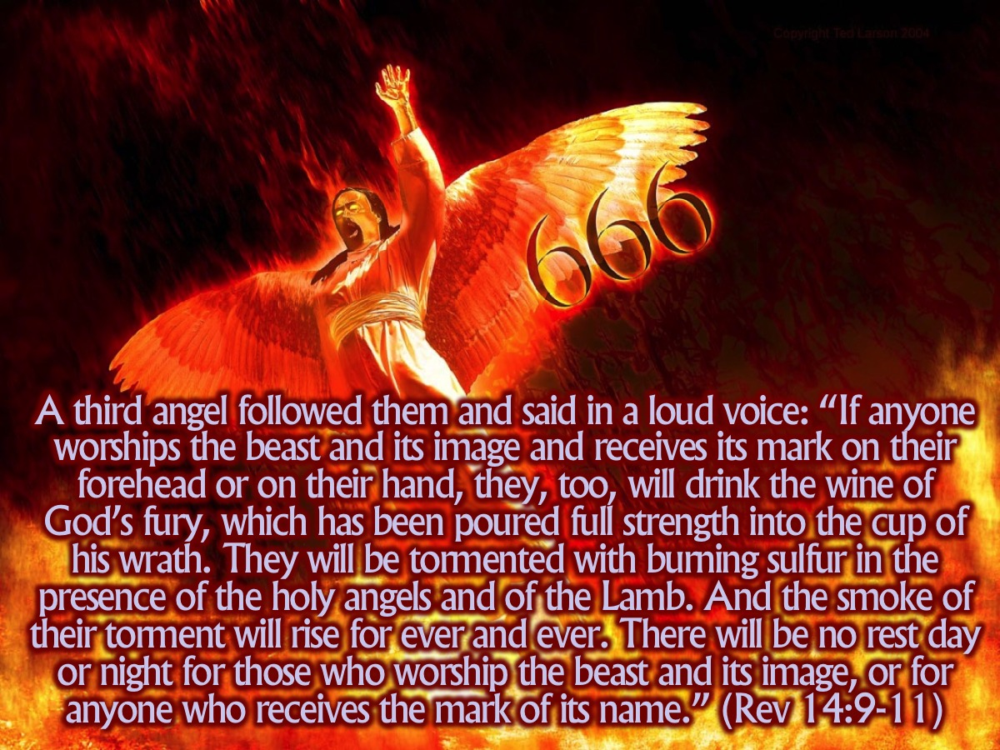 Copyright Ted Larson 2004
666
A third angel followed them and said in a loud voice: “If anyone
worships the beast and its image and receives its mark on their
forehead or on their hand, they, too, will drink the wine of
God’s fury, which has been poured full strength into the cup of
his wrath. They will be tormented with burning sulfur in the
presence of the holy angels and of the Lamb. And the smoke of
their torment will rise for ever and ever. There will be no rest day
or night for those who worship the beast and its image, or for
anyone who receives the mark of its name.” (Rev 14:9-11)